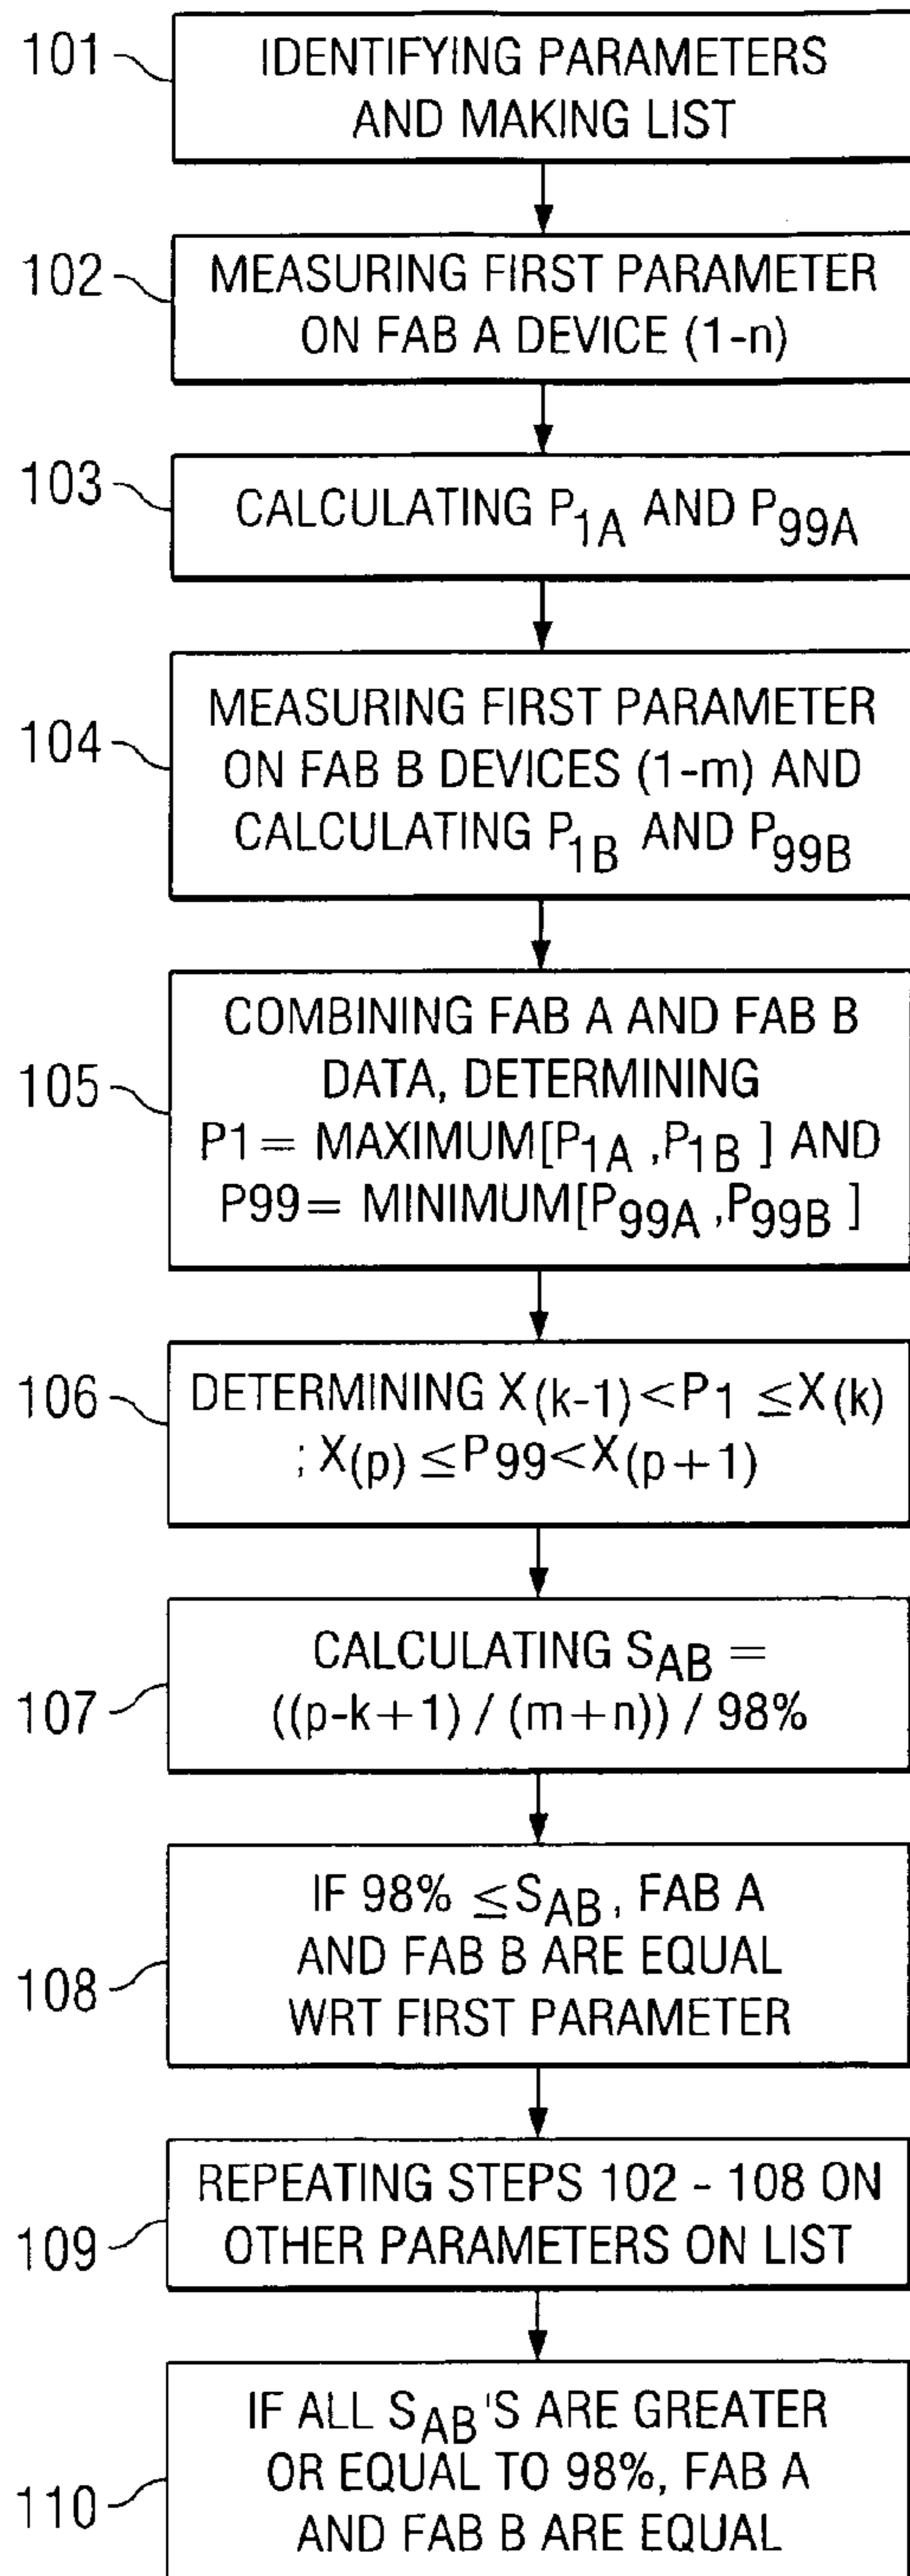 101
IDENTIFYING PARAMETERS
AND MAKING LIST
102
MEASURING FIRST PARAMETER
ON FAB A DEVICE (1-n)
103
CALCULATING P1A AND P99A
104
MEASURING FIRST PARAMETER
ON FAB B DEVICES (1-m) AND
CALCULATING P1B AND P99B
105
COMBINING FAB A AND FAB B
DATA, DETERMINING
P1= MAXIMUM[P1A ,P1B ] AND
P99= MINIMUM[P99A ,P99B ]
106
DETERMINING X(k-1)<P1 ≤X(k)
; X(p) ≤P99<X(p+1)
107
CALCULATING SAB =
((p-k+1) / (m+n)) / 98%
108
IF 98% ≤SAB, FAB A
AND FAB B ARE EQUAL
WRT FIRST PARAMETER
109
REPEATING STEPS 102 - 108 ON
OTHER PARAMETERS ON LIST
110
IF ALL SAB'S ARE GREATER
OR EQUAL TO 98%, FAB A
AND FAB B ARE EQUAL